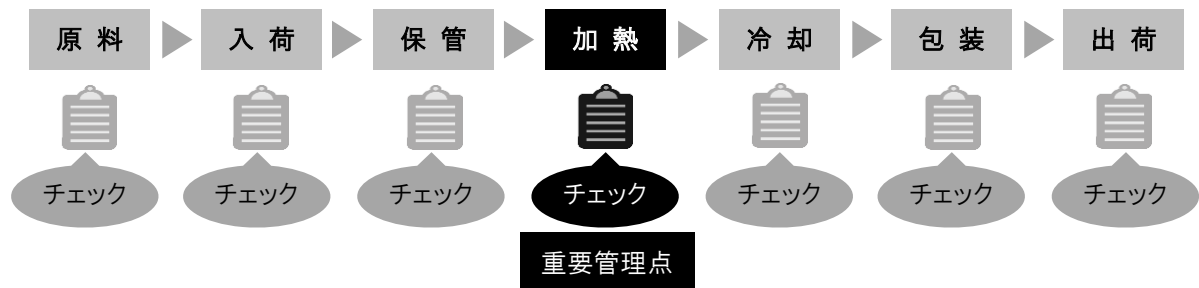 原料 入荷 保管 加熱 冷却 包装 出荷
チェック チェック チェック チェック チェック チェック チェック
重要管理点